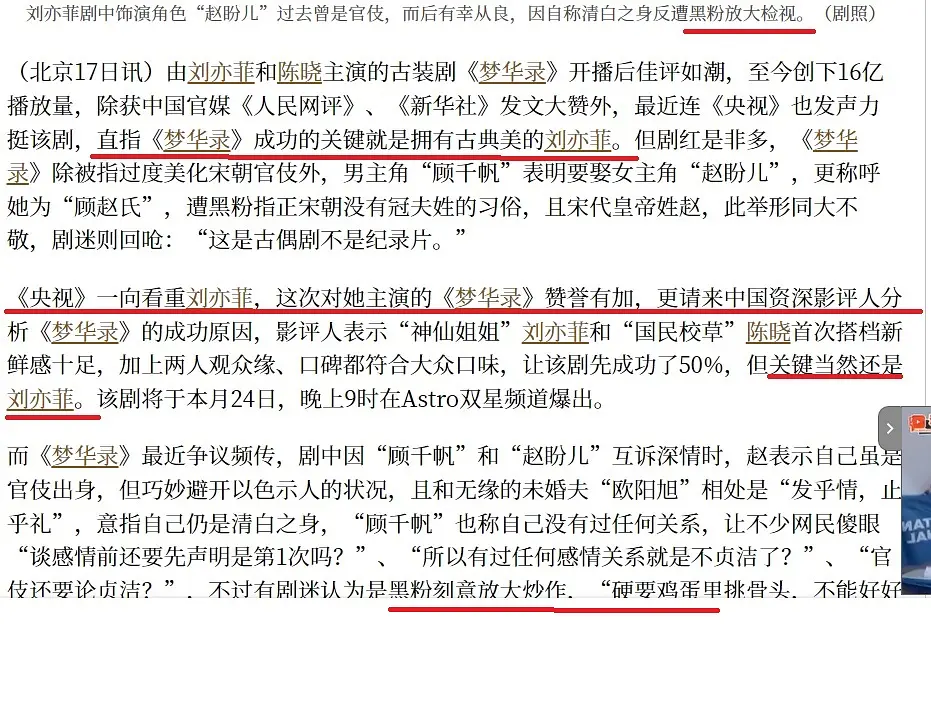 刘亦菲剧中饰演角色“赵盼儿”过去曾是官伎，而后有幸从良，因自称清白之身反遭黑粉放大检视。（剧照）
（北京17日讯）由刘亦菲和陈晓主演的古装剧《梦华录》开播后佳评如潮，至今创下16亿
播放量，除获中国官媒《人民网评》、《新华社》发文大赞外，最近连《央视》也发声力
挺该剧，直指《梦华录》成功的关键就是拥有古典美的刘亦菲。但剧红是非多，《梦华
录》除被指过度美化宋朝官伎外，男主角“顾千帆”表明要娶女主角“赵盼儿”，更称呼
她为“顾赵氏”，遭黑粉指正宋朝没有冠夫姓的习俗，且宋代皇帝姓赵，此举形同大不
敬，剧迷则回呛：“这是古偶剧不是纪录片。”
《央视》一向看重刘亦菲，这次对她主演的《梦华录》赞誉有加，更请来中国资深影评人分
析《梦华录》的成功原因，影评人表示“神仙姐姐”刘亦菲和“国民校草”陈晓首次搭档新
鲜感十足，加上两人观众缘、口碑都符合大众口味，让该剧先成功了50%，但关键当然还是
刘亦菲。该剧将于本月24日，晚上9时在Astro双星频道爆出。
而《梦华录》最近争议频传，剧中因“顾千帆”和“赵盼儿”互诉深情时，赵表示自己虽是
官伎出身，但巧妙避开以色示人的状况，且和无缘的未婚夫“欧阳旭”相处是“发乎情，止
乎礼”，意指自己仍是清白之身，“顾千帆”也称自己没有过任何关系，让不少网民傻眼
“谈感情前还要先声明是第1次吗？”、“所以有过任何感情关系就是不贞洁了？”、“官
伎还要论贞洁？”，不过有剧迷认为是黑粉刻意放大炒作，“硬要鸡蛋里挑骨头，不能好好